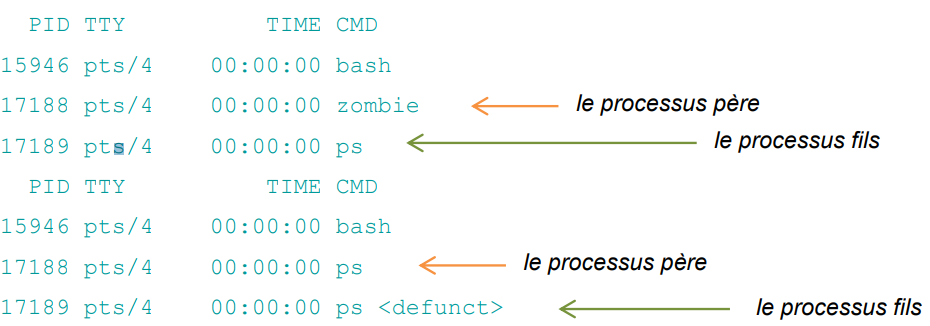 PID TTY TIME CMD
15946 pts/4 00:00:00 bash
17188 pts/4 00:00:00 zombie le processus père
17189 pts/4 00:00:00 ps le processus fils
PID TTY TIME CMD
15946 pts/4 00:00:00 bash
17188 pts/4 00:00:00 ps le processus père
17189 pts/4 00:00:00 ps <defunct> le processus fils